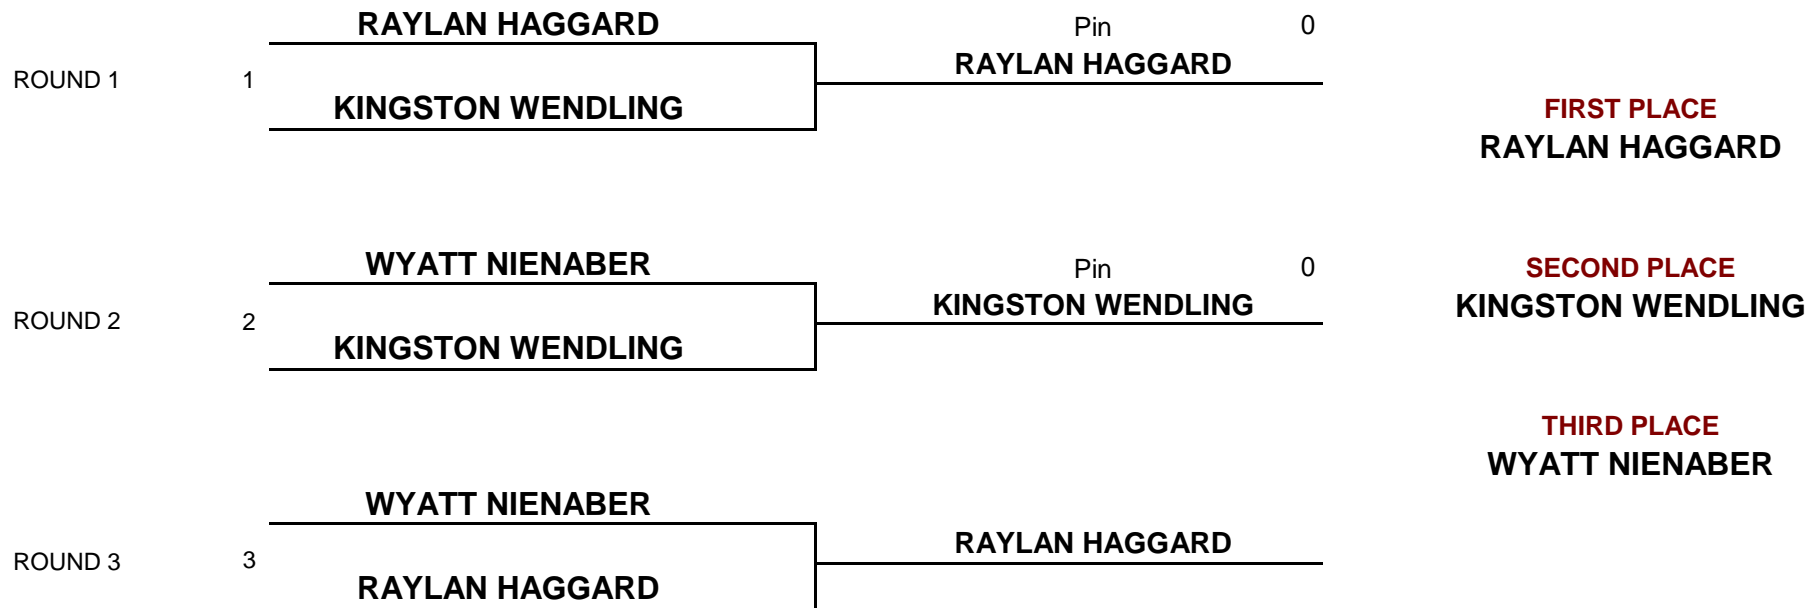 RAYLAN HAGGARD
Pin 0
RAYLAN HAGGARD
ROUND 1 1
KINGSTON WENDLING
FIRST PLACE
RAYLAN HAGGARD
WYATT NIENABER
Pin 0
SECOND PLACE
KINGSTON WENDLING
KINGSTON WENDLING
ROUND 2 2
KINGSTON WENDLING
THIRD PLACE
WYATT NIENABER
WYATT NIENABER
RAYLAN HAGGARD
ROUND 3 3
RAYLAN HAGGARD